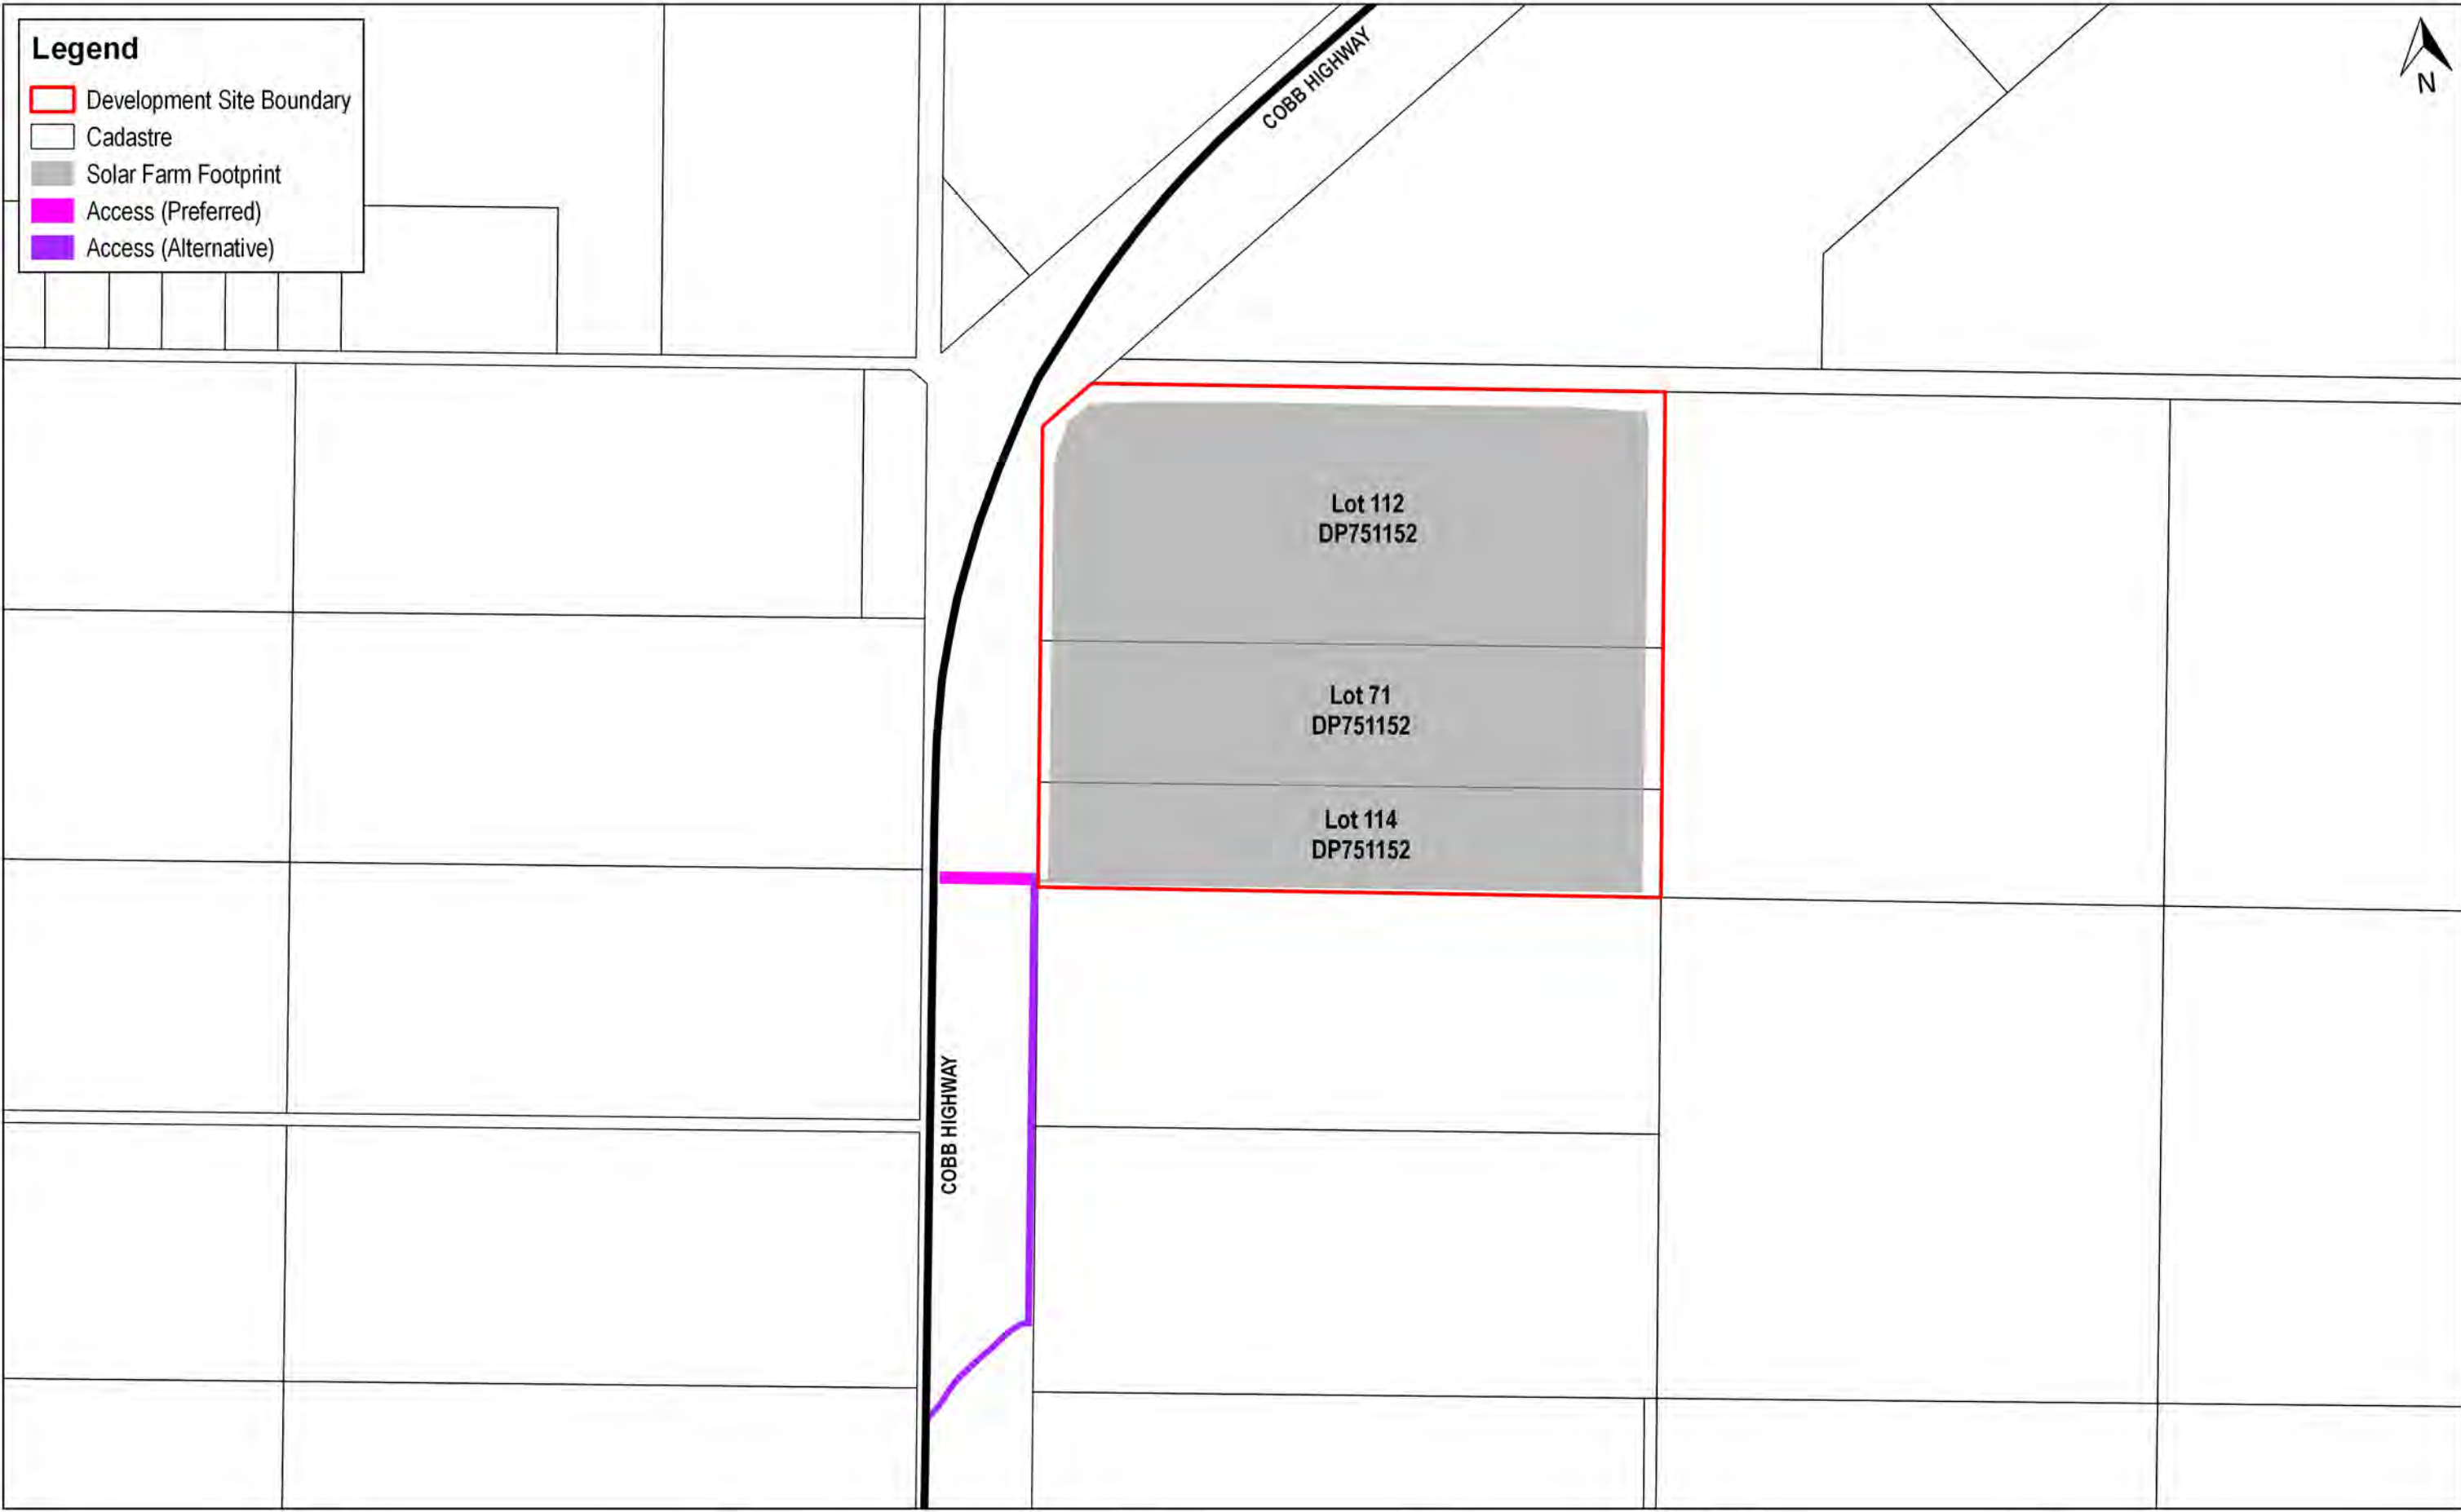 Legend
Development Site Boundary
Cadastre
Solar Farm Footprint
Access (Preferred)
Access (Alternative)
COBB HIGHWAY
N
Lot 112
DP751152
Lot 71
DP751152
Lot 114
DP751152
COBB HIGHWAY